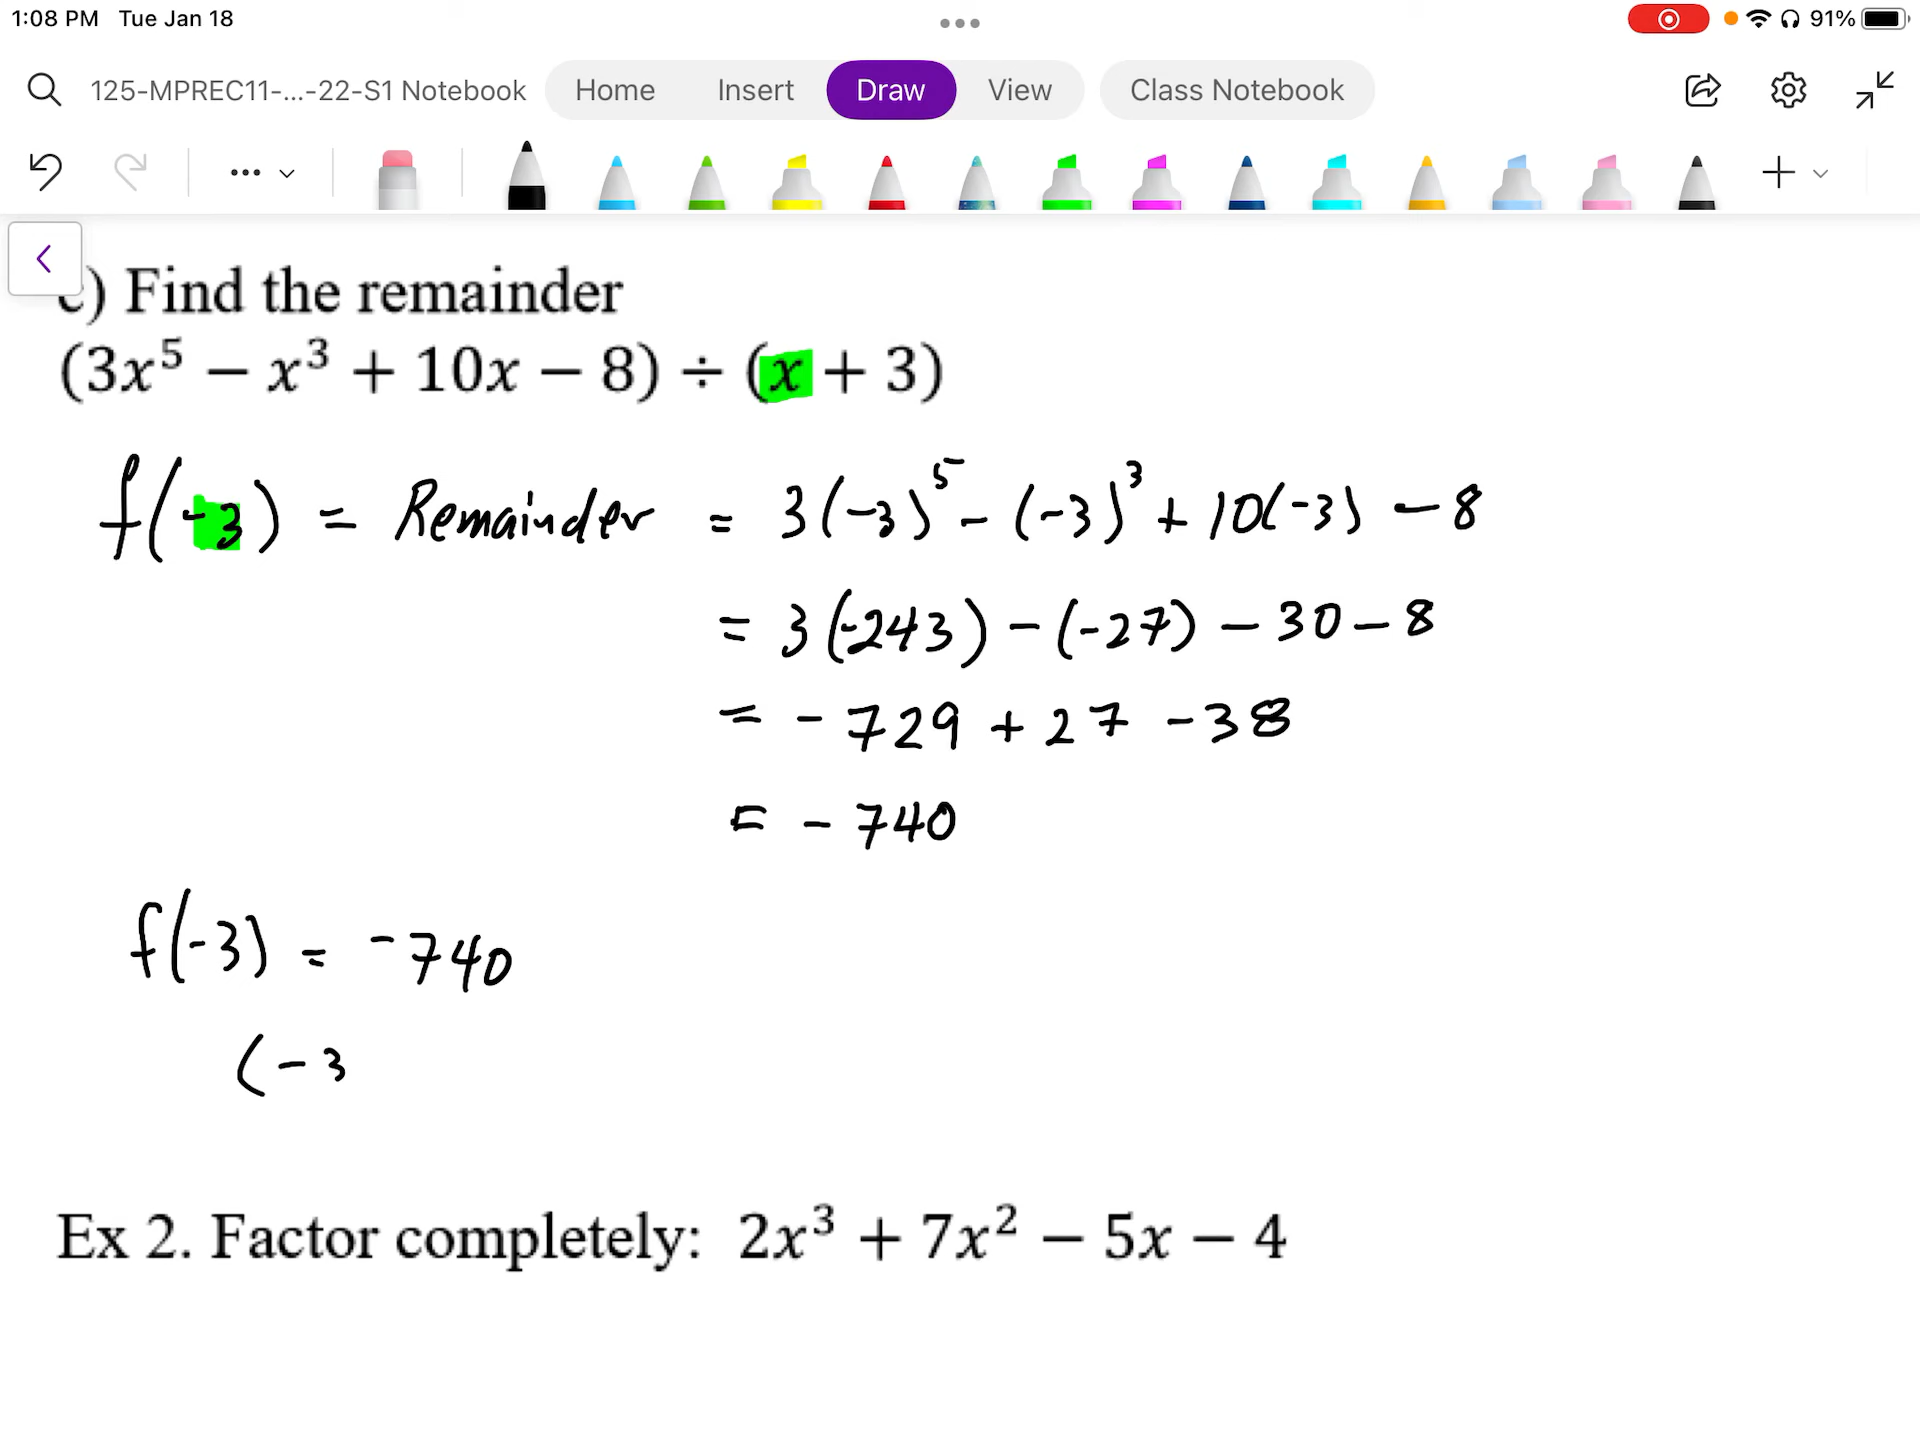 1:08 PM Tue Jan 18
91%
125-MPREC11-...-22-S1 Notebook Home Insert Draw View Class Notebook
) Find the remainder
(3x⁵ − x³ + 10x − 8) ÷ (x + 3)
f(-3) = Remainder = 3(-3)⁵ - (-3)³ + 10(-3) - 8
= 3(-243) - (-27) - 30 - 8
= - 729 + 27 - 38
= - 740
f(-3) = -740
(-3
Ex 2. Factor completely: 2x³ + 7x² − 5x − 4